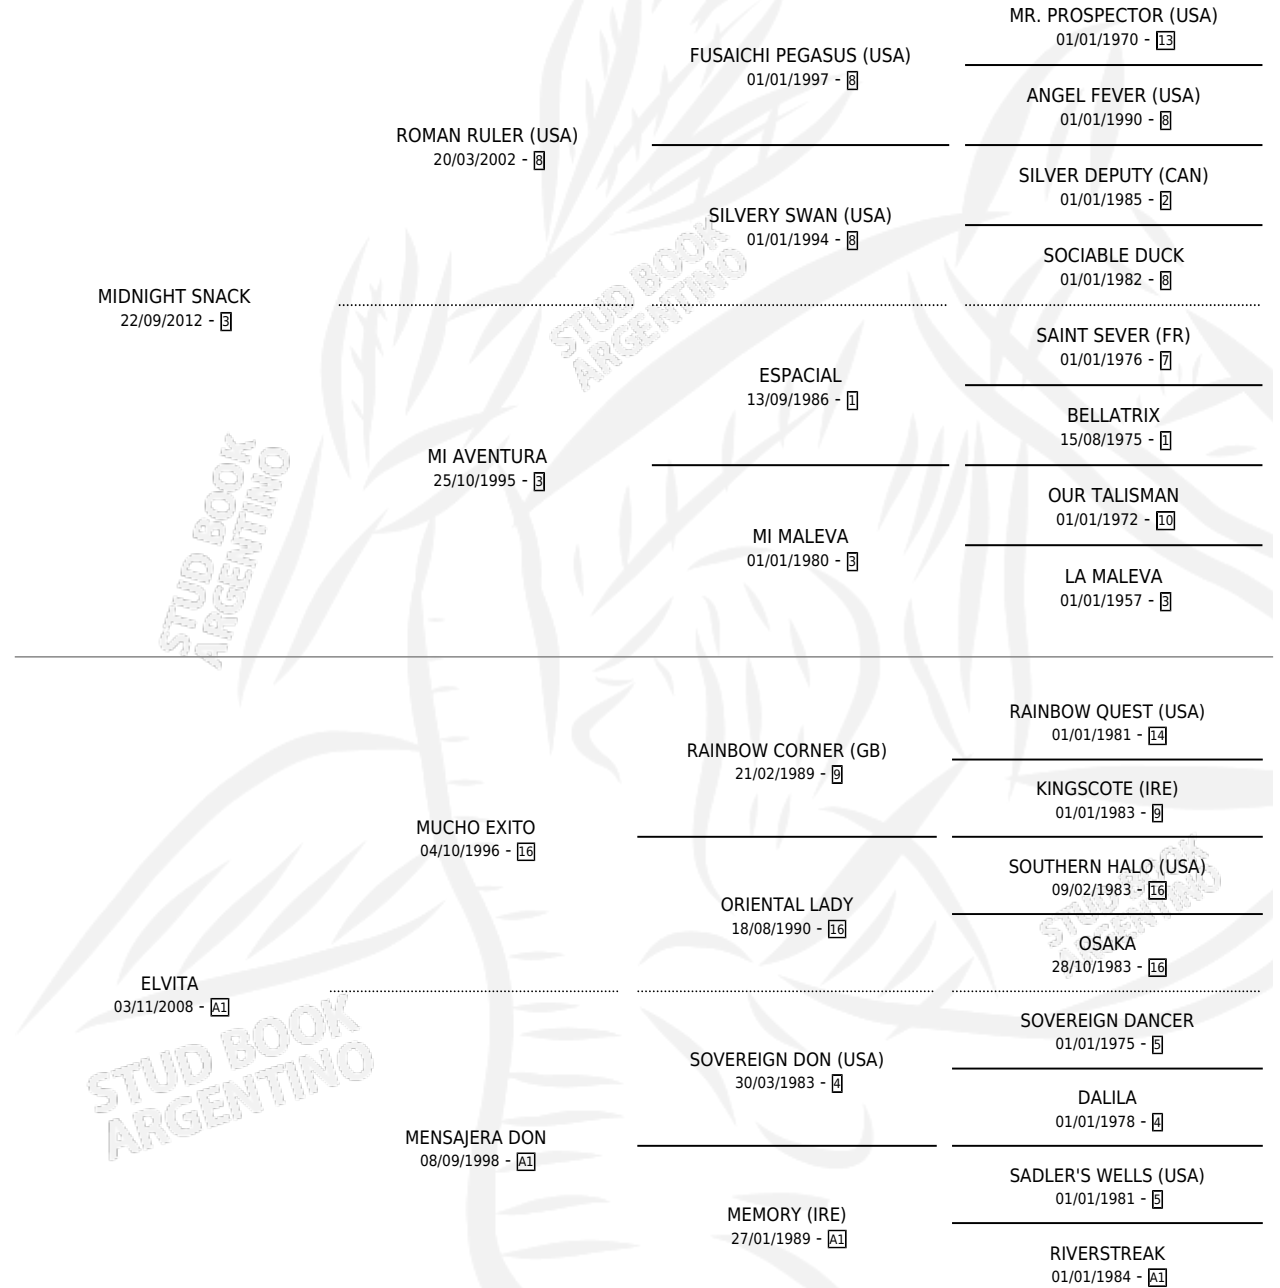 MR. PROSPECTOR (USA)
01/01/1970 - 13
FUSAICHI PEGASUS (USA)
01/01/1997 - 8
ANGEL FEVER (USA)
01/01/1990 - 8
ROMAN RULER (USA)
20/03/2002 - 8
SILVER DEPUTY (CAN)
01/01/1985 - 2
SILVERY SWAN (USA)
01/01/1994 - 8
SOCIABLE DUCK
01/01/1982 - 8
MIDNIGHT SNACK
22/09/2012 - 3
STUD BOOK
ARGENTINO
SAINT SEVER (FR)
01/01/1976 - 7
ESPACIAL
13/09/1986 - 1
BELLATRIX
15/08/1975 - 1
MI AVENTURA
25/10/1995 - 3
OUR TALISMAN
01/01/1972 - 10
MI MALEVA
01/01/1980 - 3
LA MALEVA
01/01/1957 - 3
STUD BOOK
ARGENTINO
RAINBOW QUEST (USA)
01/01/1981 - 14
RAINBOW CORNER (GB)
21/02/1989 - 9
KINGSCOTE (IRE)
01/01/1983 - 9
MUCHO EXITO
04/10/1996 - 16
SOUTHERN HALO (USA)
09/02/1983 - 16
ORIENTAL LADY
18/08/1990 - 16
STUD BOOK
ARGENTINO
OSAKA
28/10/1983 - 16
ELVITA
03/11/2008 - A1
STUD BOOK
ARGENTINO
SOVEREIGN DANCER
01/01/1975 - 5
SOVEREIGN DON (USA)
30/03/1983 - 4
DALILA
01/01/1978 - 4
MENSAJERA DON
08/09/1998 - A1
SADLER'S WELLS (USA)
01/01/1981 - 5
MEMORY (IRE)
27/01/1989 - A1
RIVERSTREAK
01/01/1984 - A1